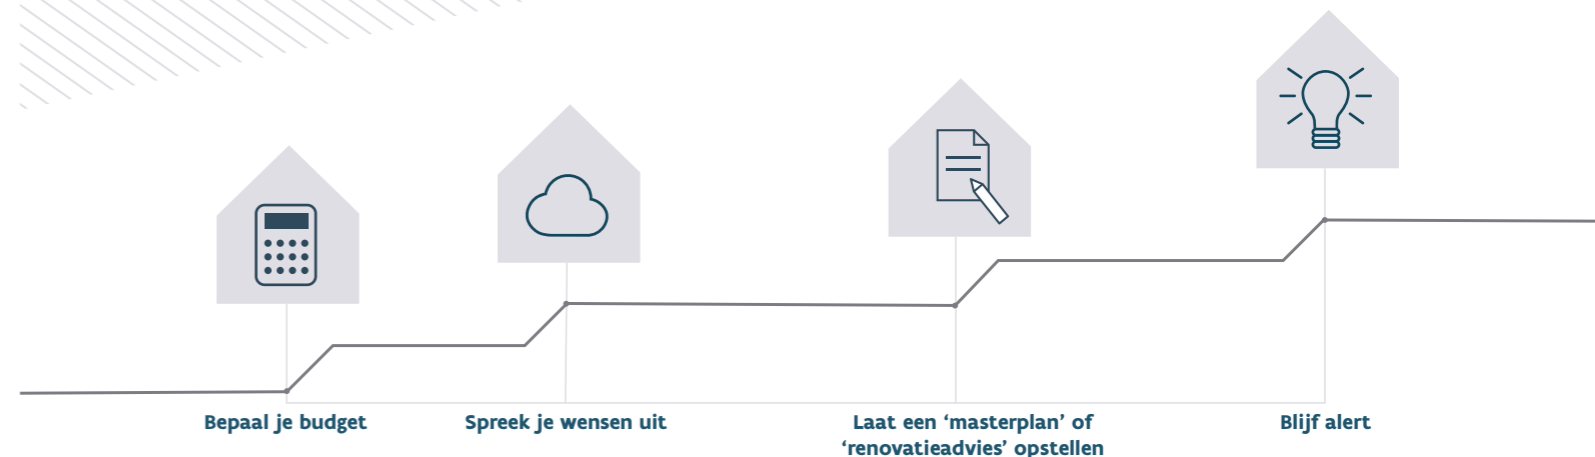 Bepaal je budget
Spreek je wensen uit
Laat een ‘masterplan’ of
‘renovatieadvies’ opstellen
Blijf alert